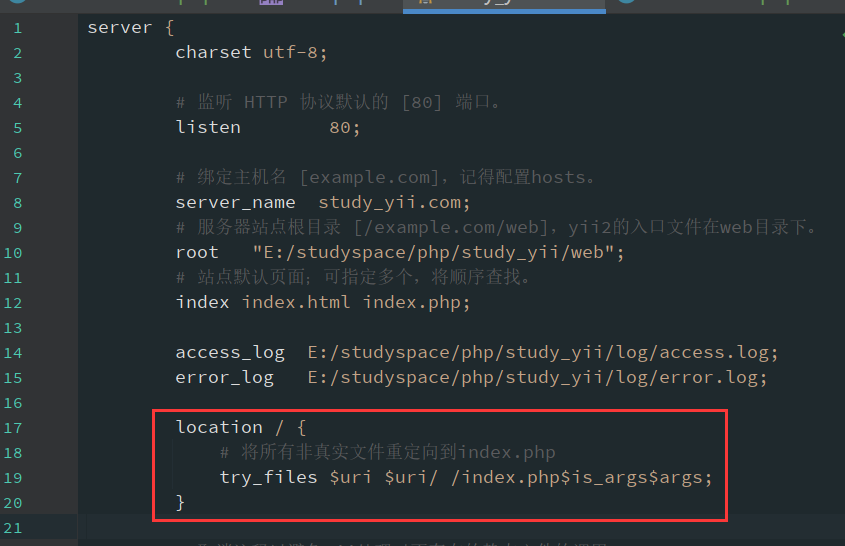 1 server {
2 charset utf-8;
3
4 # 监听 HTTP 协议默认的 [80] 端口。
5 listen 80;
6
7 # 绑定主机名 [example.com]，记得配置hosts。
8 server_name study_yii.com;
9 # 服务器站点根目录 [/example.com/web]，yii2的入口文件在web目录下。
10 root "E:/studyspace/php/study_yii/web";
11 # 站点默认页面；可指定多个，将顺序查找。
12 index index.html index.php;
13
14 access_log E:/studyspace/php/study_yii/log/access.log;
15 error_log E:/studyspace/php/study_yii/log/error.log;
16
17 location / {
18 # 将所有非真实文件重定向到index.php
19 try_files $uri $uri/ /index.php$is_args$args;
20 }
21